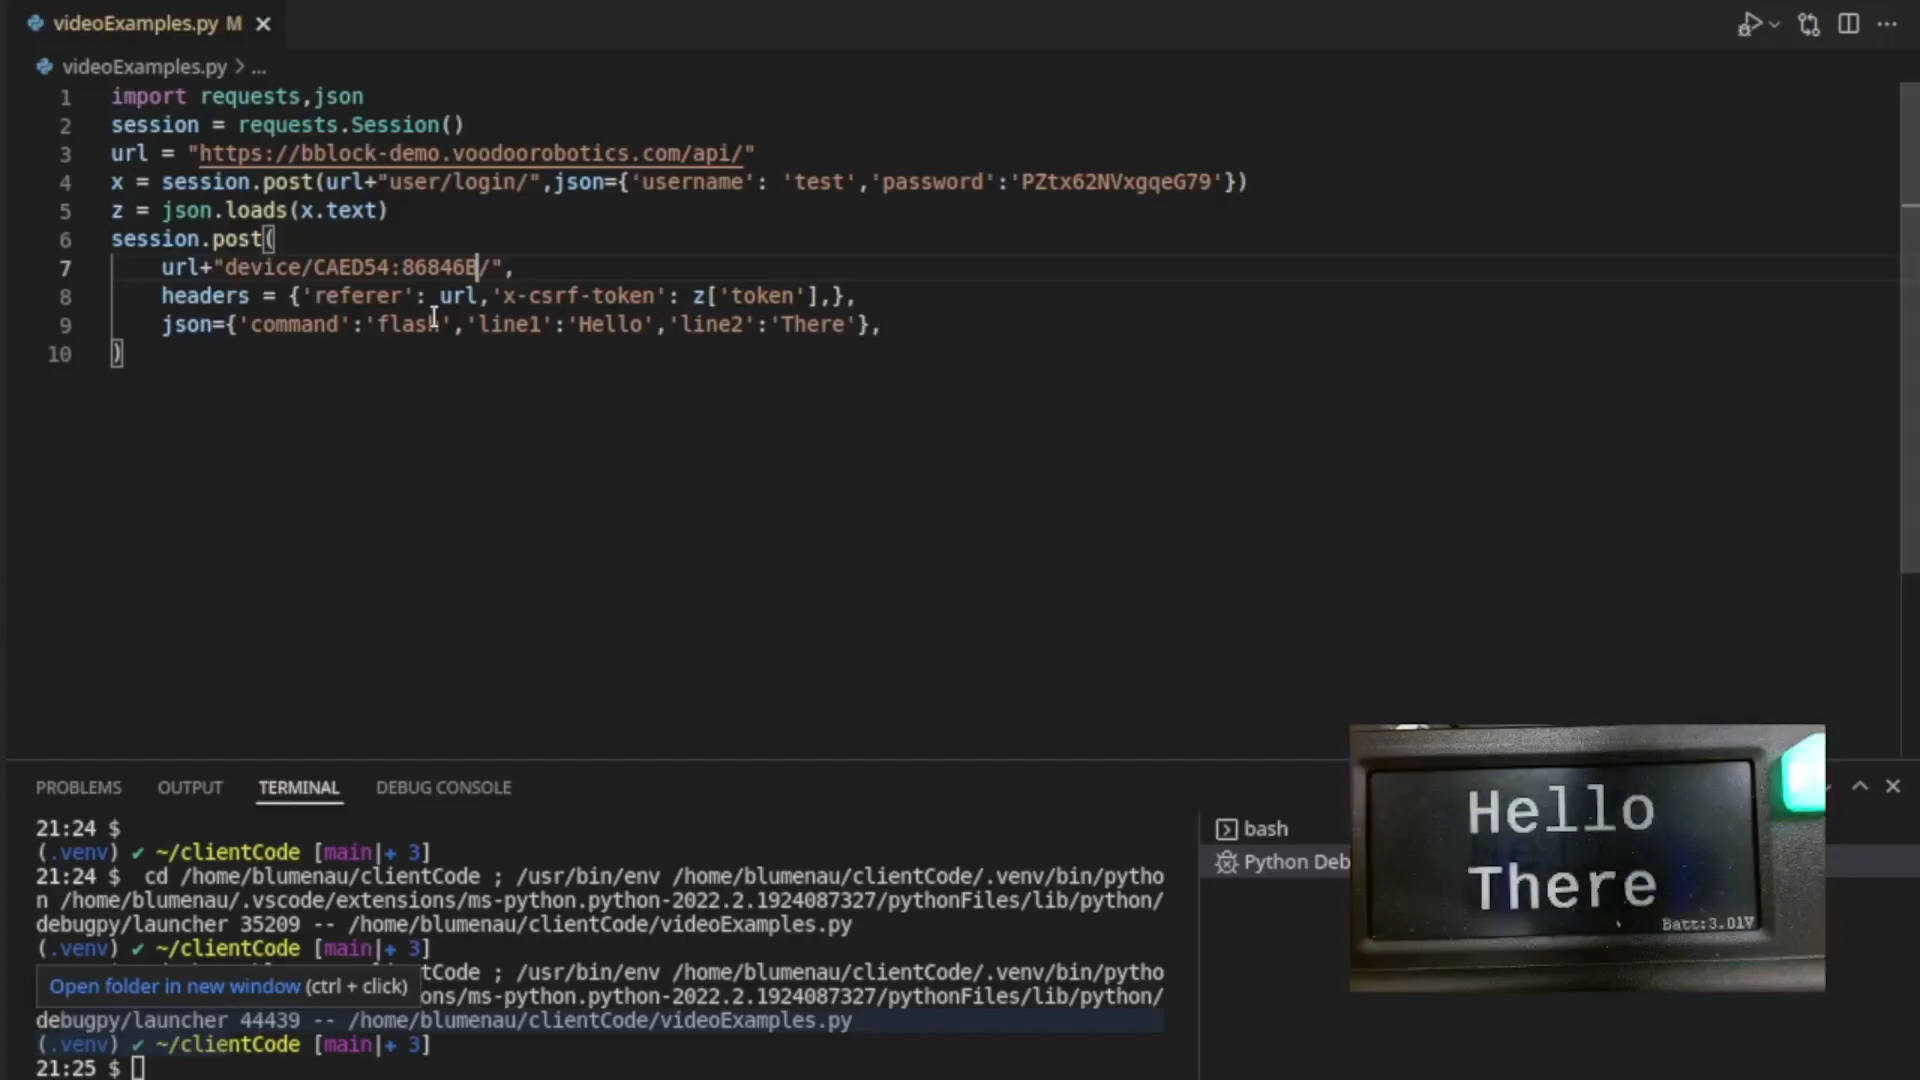 videoExamples.py M
videoExamples.py > ...
1 import requests,json
2 session = requests.Session()
3 url = "https://bblock-demo.voodoorobotics.com/api/"
4 x = session.post(url+"user/login/",json={'username': 'test','password':'PZtx62NVxgqeG79'})
5 z = json.loads(x.text)
6 session.post(
7 url+"device/CAED54:86846B/",
8 headers = {'referer': url,'x-csrf-token': z['token'],},
9 json={'command':'flash','line1':'Hello','line2':'There'},
10 )
PROBLEMS OUTPUT TERMINAL DEBUG CONSOLE
21:24 $
(.venv) ✔ ~/clientCode [main|+ 3]
21:24 $ cd /home/blumenau/clientCode ; /usr/bin/env /home/blumenau/clientCode/.venv/bin/pytho
n /home/blumenau/.vscode/extensions/ms-python.python-2022.2.1924087327/pythonFiles/lib/python/
debugpy/launcher 35209 -- /home/blumenau/clientCode/videoExamples.py
(.venv) ✔ ~/clientCode [main|+ 3]
tCode ; /usr/bin/env /home/blumenau/clientCode/.venv/bin/pytho
Open folder in new window (ctrl + click)
ons/ms-python.python-2022.2.1924087327/pythonFiles/lib/python/
debugpy/launcher 44439 -- /home/blumenau/clientCode/videoExamples.py
(.venv) ✔ ~/clientCode [main|+ 3]
21:25 $
bash
Python Deb
Hello
There
Batt:3.01V